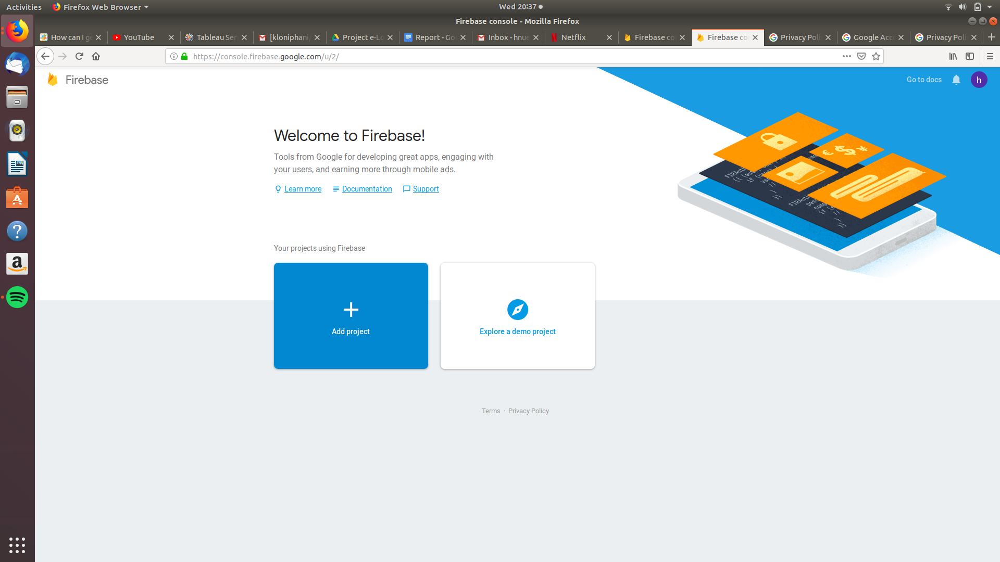 Activities
Firefox Web Browser
Wed 20:37
Firebase console - Mozilla Firefox
How can I ge
YouTube
Tableau Ser
[kloniphani/
Project e-Lo
Report - Go
Inbox - hnue
Netflix
Firebase co
Firebase con
Privacy Poli
Google Acc
Privacy Poli
https://console.firebase.google.com/u/2/
Firebase
Go to docs
h
Welcome to Firebase!
Tools from Google for developing great apps, engaging with
your users, and earning more through mobile ads.
Learn more
Documentation
Support
Your projects using Firebase
Add project
Explore a demo project
Terms · Privacy Policy